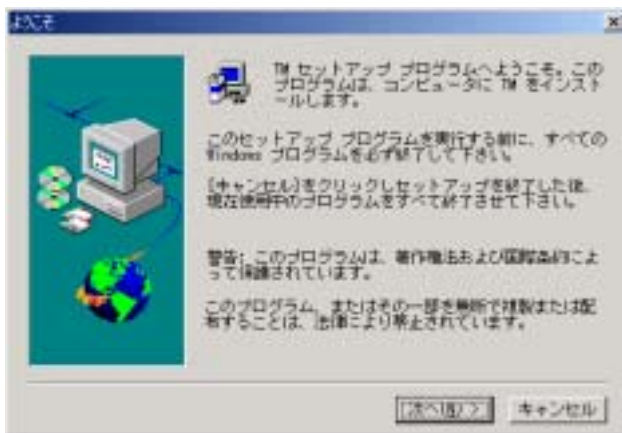 ようこそ
TM セットアップ プログラムへようこそ。この
プログラムは、コンピュータに TM をインスト
ールします。
このセットアップ プログラムを実行する前に、すべての
Windows プログラムを必ず終了して下さい。
[キャンセル]をクリックしセットアップを終了した後、
現在使用中のプログラムをすべて終了させて下さい。
警告: このプログラムは、著作権法および国際条約によ
って保護されています。
このプログラム、またはその一部を無断で複製または配
布することは、法律により禁止されています。
次へ(N) >
キャンセル